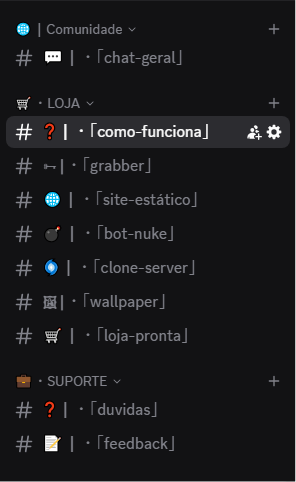 🌐 | Comunidade
# 💬 | ·「chat-geral」
🛒 · LOJA
# ❓ | ·「como-funciona」
# 🗝 | ·「grabber」
# 🌐 | ·「site-estático」
# 💣 | ·「bot-nuke」
# 🌀 | ·「clone-server」
# 🖼 | ·「wallpaper」
# 🛒 | ·「loja-pronta」
💼 · SUPORTE
# ❓ | ·「duvidas」
# 📝 | ·「feedback」